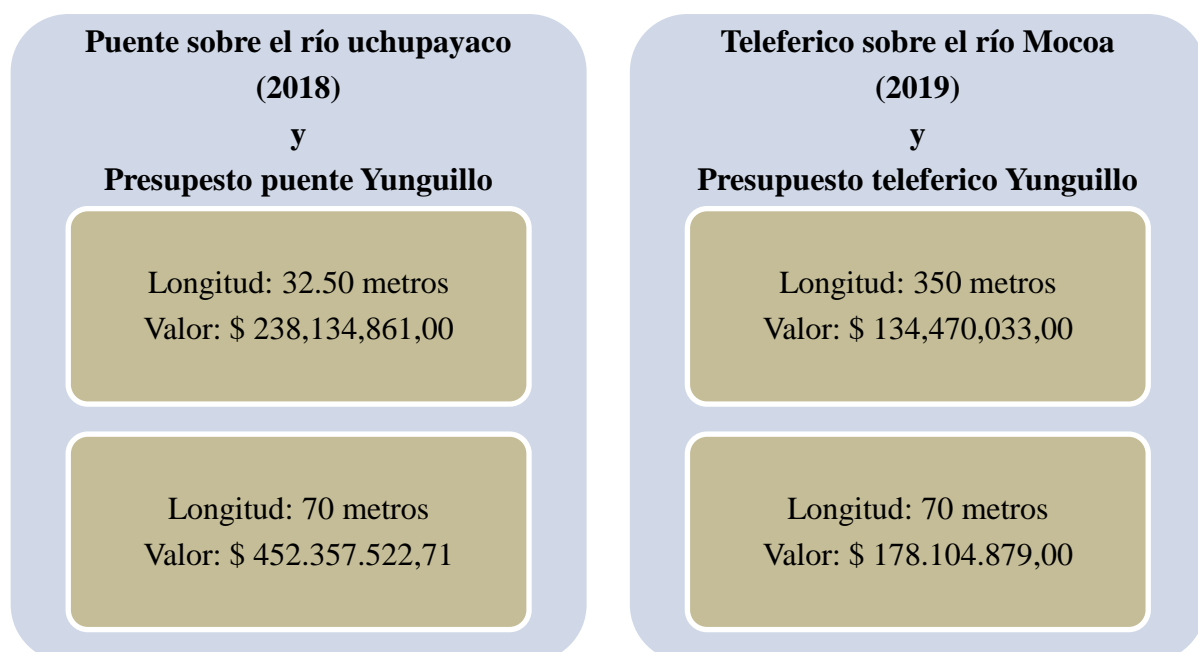 Puente sobre el río uchupayaco
(2018)
y
Presupesto puente Yunguillo
Longitud: 32.50 metros
Valor: $ 238,134,861,00
Longitud: 70 metros
Valor: $ 452.357.522,71
Teleferico sobre el río Mocoa
(2019)
y
Presupuesto teleferico Yunguillo
Longitud: 350 metros
Valor: $ 134,470,033,00
Longitud: 70 metros
Valor: $ 178.104.879,00